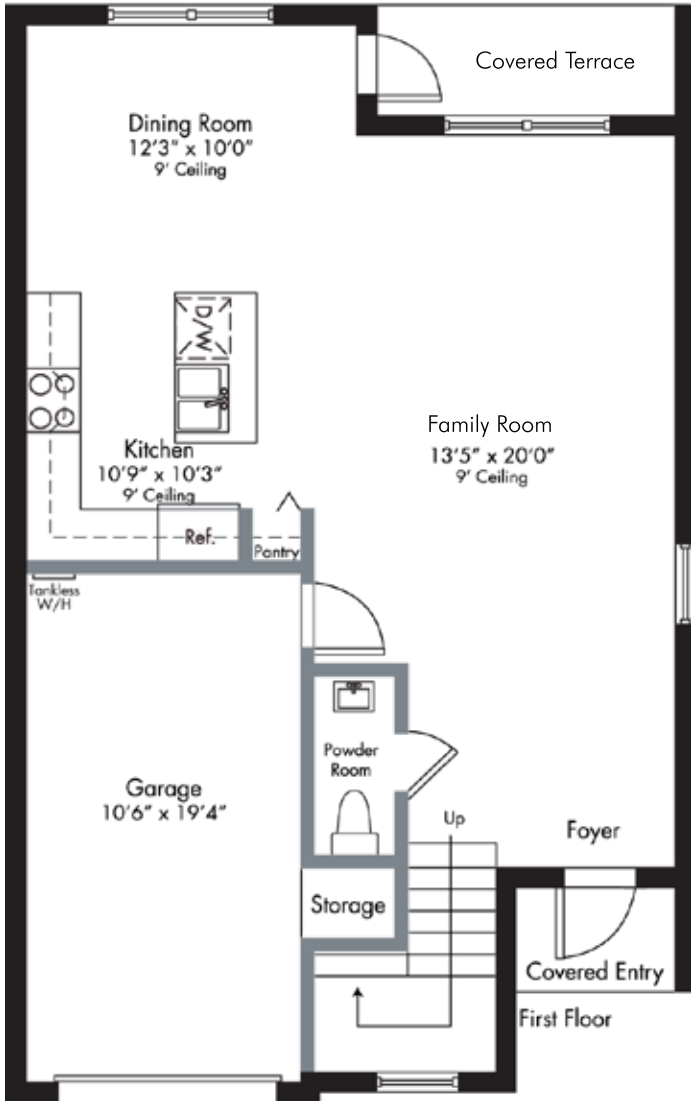 Covered Terrace
Dining Room
12'3" x 10'0"
9' Ceiling
D/W
Family Room
13'5" x 20'0"
9' Ceiling
Kitchen
10'9" x 10'3"
9' Ceiling
Ref.
Pantry
Tankless
W/H
Powder
Room
Garage
10'6" x 19'4"
Up
Foyer
Storage
Covered Entry
First Floor